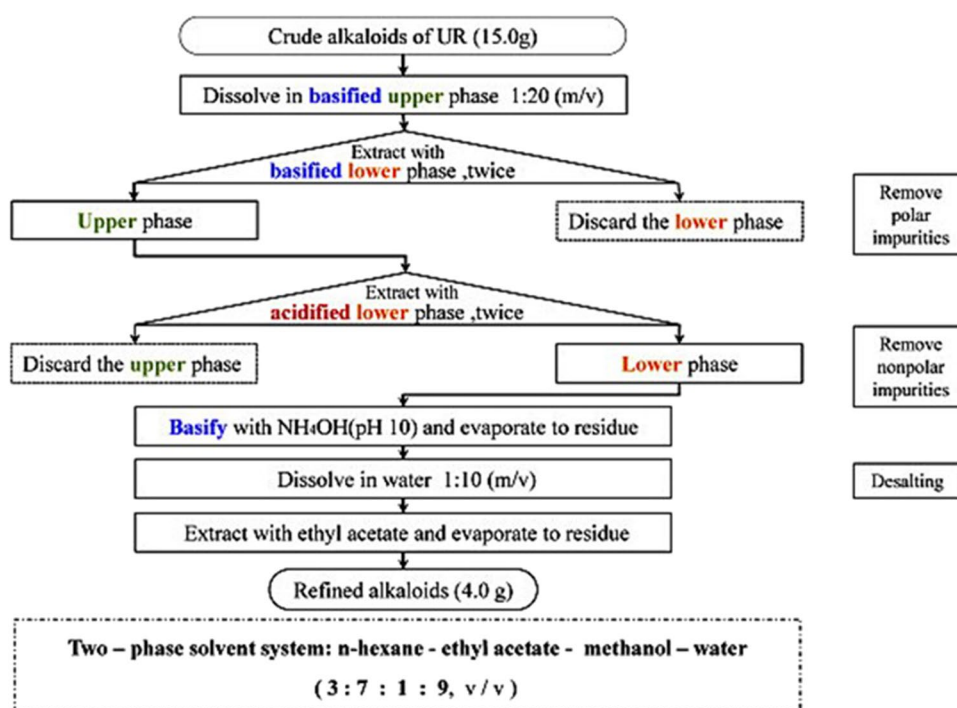 Crude alkaloids of UR (15.0g)
Dissolve in basified upper phase 1:20 (m/v)
Extract with
basified lower phase ,twice
Upper phase
Discard the lower phase
Remove
polar
impurities
Extract with
acidified lower phase ,twice
Discard the upper phase
Lower phase
Remove
nonpolar
impurities
Basify with NH₄OH(pH 10) and evaporate to residue
Dissolve in water 1:10 (m/v)
Desalting
Extract with ethyl acetate and evaporate to residue
Refined alkaloids (4.0 g)
Two – phase solvent system: n-hexane - ethyl acetate - methanol – water
( 3 : 7 : 1 : 9, v / v )